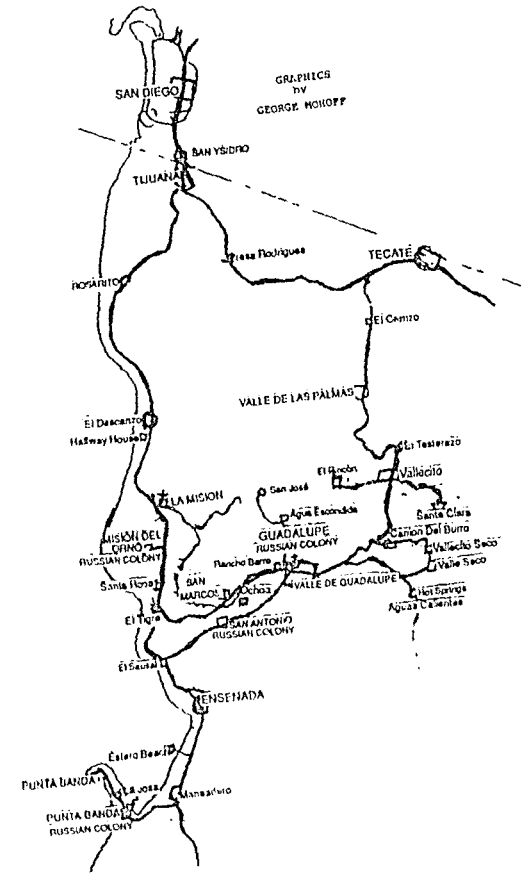 SAN DIEGO
GRAPHICS
by
GEORGE MOHOFF
SAN YSIDRO
TIJUANA
Presa Rodriguez
TECATE
ROSARITO
El Carrizo
VALLE DE LAS PALMAS
El Descanzo
Halfway House
El Testerazo
El Rincón
Vallecito
San José
LA MISION
Santa Clara
Agua Escondida
MISION DEL
ORNO
RUSSIAN COLONY
GUADALUPE
RUSSIAN COLONY
Cañon Del Burro
Vallecito Seco
Rancho Barre
Valle Seco
Santa Rosa
SAN
MARCOS
Ochoa
VALLE DE GUADALUPE
Hot Springs
Aguas Calientes
El Tigre
SAN ANTONIO
RUSSIAN COLONY
El Sauzal
ENSENADA
Estero Beach
PUNTA BANDA
La Joya
Maneadero
PUNTA BANDA
RUSSIAN COLONY